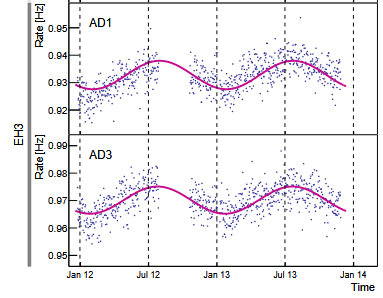 EH3
Rate [Hz]
AD1
0.95
0.94
0.93
0.92
Rate [Hz]
AD3
0.99
0.98
0.97
0.96
0.95
Jan 12 Jul 12 Jan 13 Jul 13 Jan 14
Time